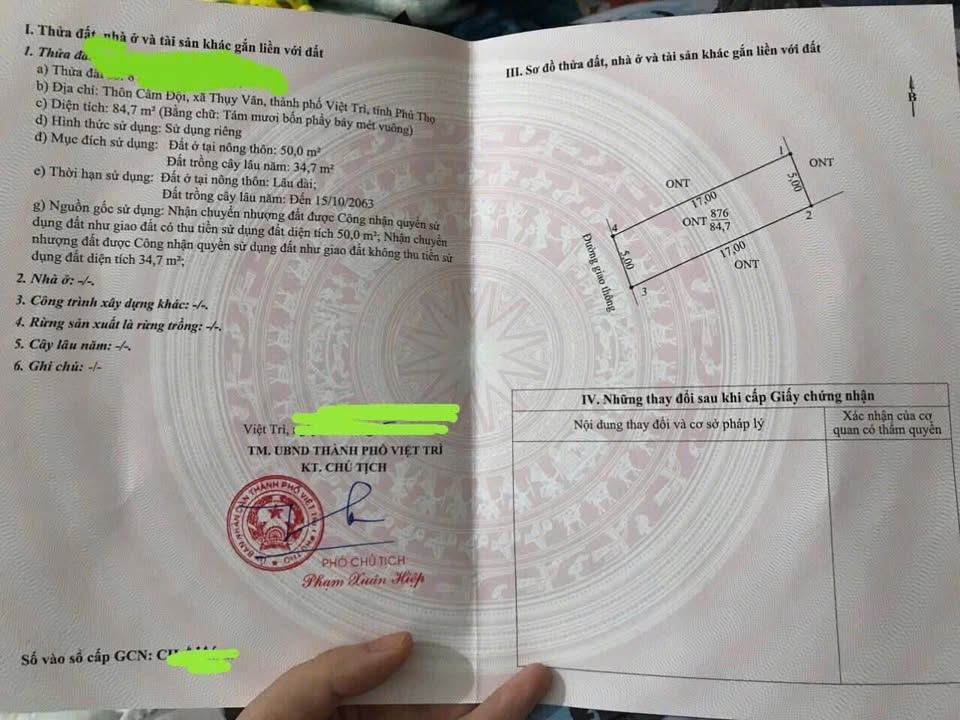 I. Thửa đất, nhà ở và tài sản khác gắn liền với đất
1. Thửa đấ
a) Thửa đấ
b) Địa chỉ: Thôn Cẩm Đội, xã Thụy Vân, thành phố Việt Trì, tỉnh Phú Thọ
c) Diện tích: 84,7 m² (Bằng chữ: Tám mươi bốn phẩy bảy mét vuông)
d) Hình thức sử dụng: Sử dụng riêng
đ) Mục đích sử dụng: Đất ở tại nông thôn: 50,0 m²
Đất trồng cây lâu năm: 34,7 m²
e) Thời hạn sử dụng: Đất ở tại nông thôn: Lâu dài;
Đất trồng cây lâu năm: Đến 15/10/2063
g) Nguồn gốc sử dụng: Nhận chuyển nhượng đất được Công nhận quyền sử
dụng đất như giao đất có thu tiền sử dụng đất diện tích 50,0 m²; Nhận chuyển
nhượng đất được Công nhận quyền sử dụng đất như giao đất không thu tiền sử
dụng đất diện tích 34,7 m²;
2. Nhà ở: -/-.
3. Công trình xây dựng khác: -/-.
4. Rừng sản xuất là rừng trồng: -/-.
5. Cây lâu năm: -/-.
6. Ghi chú: -/-
Việt Trì,
TM. UBND THÀNH PHỐ VIỆT TRÌ
KT. CHỦ TỊCH
PHÓ CHỦ TỊCH
Phạm Xuân Hiệp
Số vào sổ cấp GCN: CH
III. Sơ đồ thửa đất, nhà ở và tài sản khác gắn liền với đất
B
1
ONT
ONT
17,00
5,00
ONT 876
84,7
2
4
17,00
ONT
5,00
3
Đường giao thông
IV. Những thay đổi sau khi cấp Giấy chứng nhận
Nội dung thay đổi và cơ sở pháp lý
Xác nhận của cơ
quan có thẩm quyền